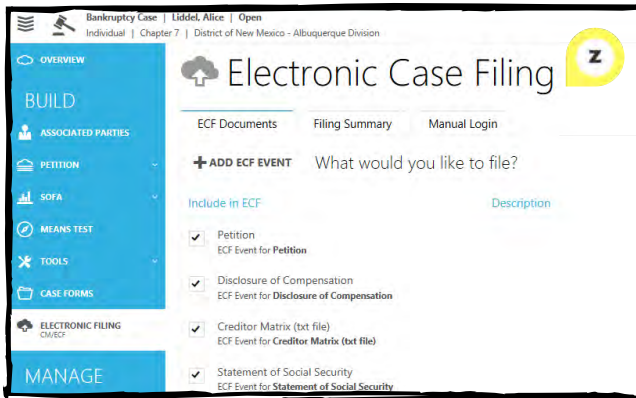 Bankruptcy Case | Liddel, Alice | Open
Individual | Chapter 7 | District of New Mexico - Albuquerque Division
OVERVIEW
BUILD
ASSOCIATED PARTIES
PETITION
SOFA
MEANS TEST
TOOLS
CASE FORMS
ELECTRONIC FILING
CM/ECF
MANAGE
Electronic Case Filing
z
ECF Documents Filing Summary Manual Login
ADD ECF EVENT What would you like to file?
Include in ECF Description
Petition
ECF Event for Petition
Disclosure of Compensation
ECF Event for Disclosure of Compensation
Creditor Matrix (txt file)
ECF Event for Creditor Matrix (txt file)
Statement of Social Security
ECF Event for Statement of Social Security